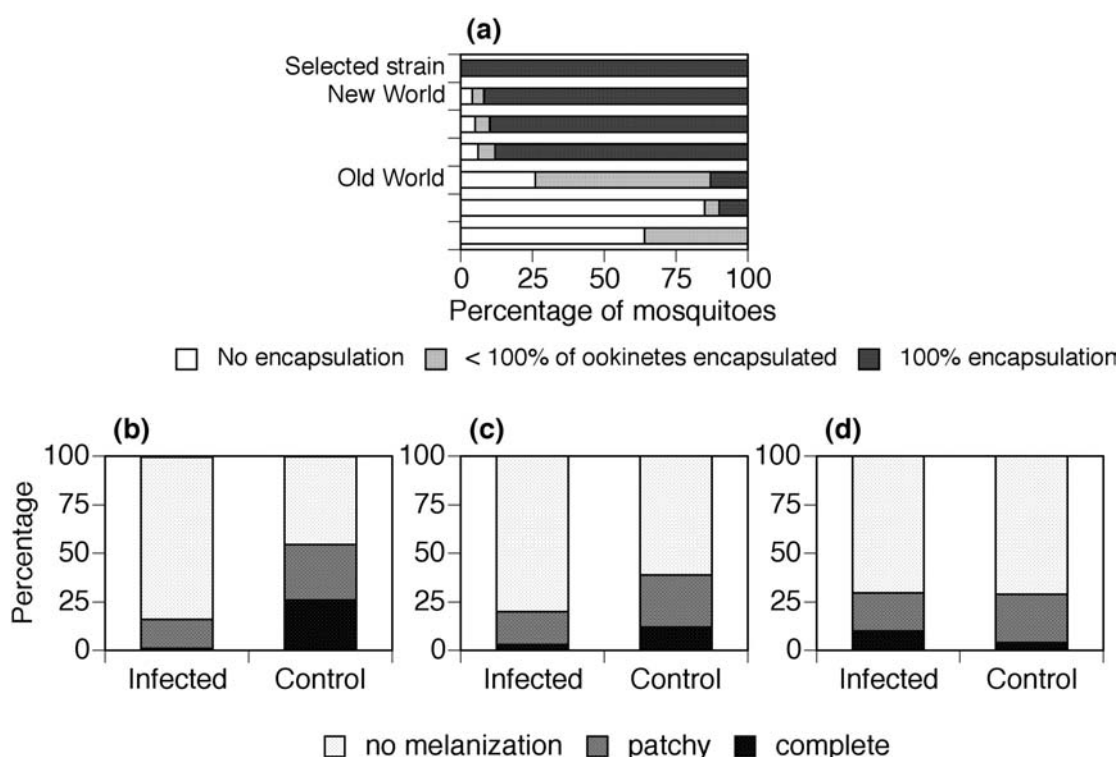 (a)
Selected strain
New World
Old World
0 25 50 75 100
Percentage of mosquitoes
No encapsulation < 100% of ookinetes encapsulated 100% encapsulation
(b) (c) (d)
100 100 100
75 75 75
50 50 50
25 25 25
0 0 0
Percentage
Infected Control Infected Control Infected Control
no melanization patchy complete